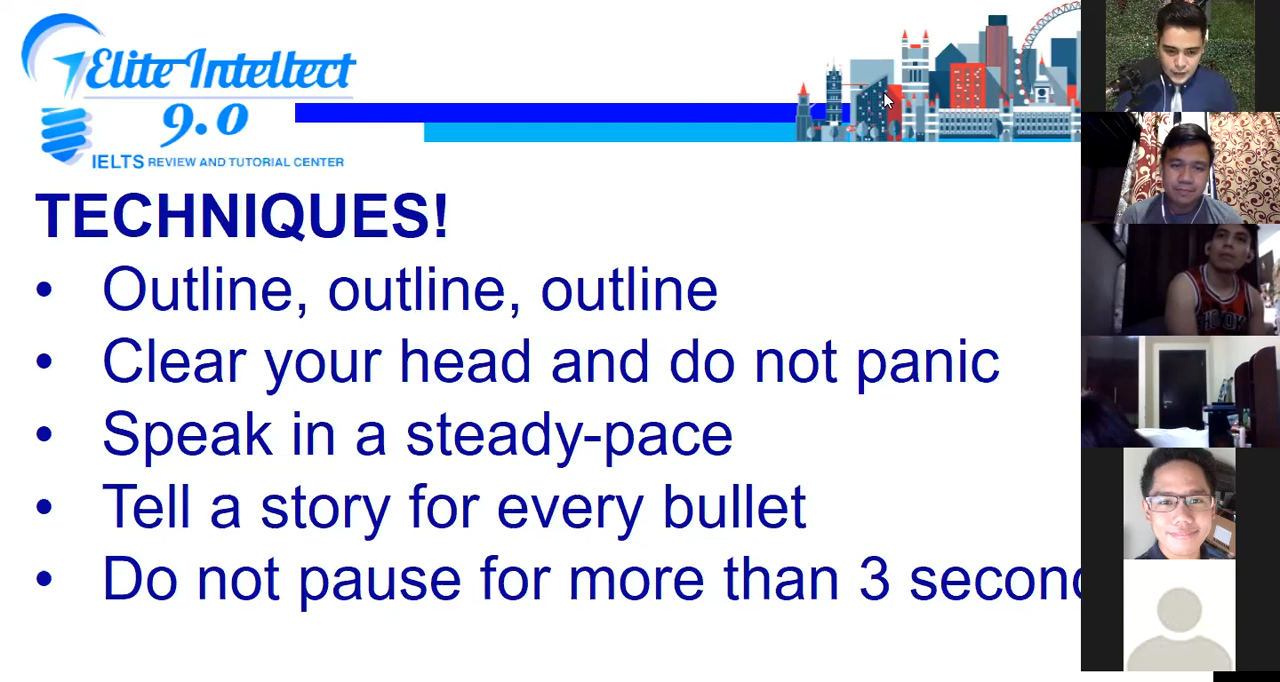 Elite Intellect
9.0
IELTS REVIEW AND TUTORIAL CENTER
TECHNIQUES!
• Outline, outline, outline
• Clear your head and do not panic
• Speak in a steady-pace
• Tell a story for every bullet
• Do not pause for more than 3